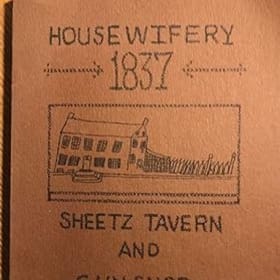 HOUSEWIFERY
1837
SHEETZ TAVERN
AND